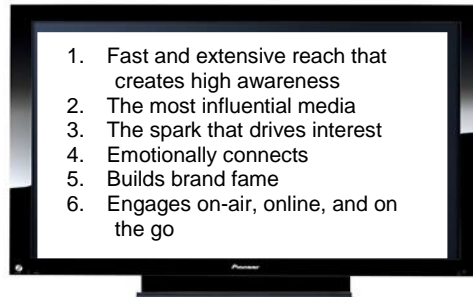 1. Fast and extensive reach that
creates high awareness
2. The most influential media
3. The spark that drives interest
4. Emotionally connects
5. Builds brand fame
6. Engages on-air, online, and on
the go
Pioneer